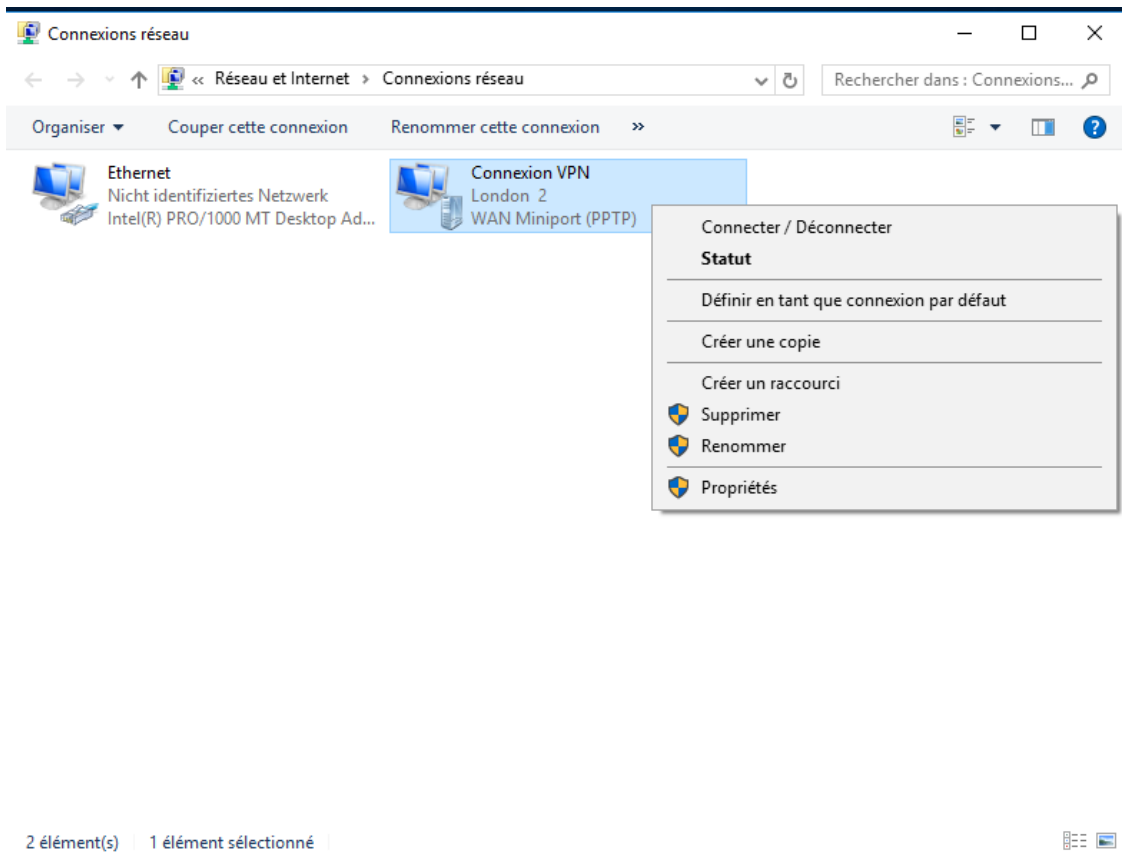 Connexions réseau
« Réseau et Internet › Connexions réseau
Rechercher dans : Connexions...
Organiser Couper cette connexion Renommer cette connexion »
Ethernet
Nicht identifiziertes Netzwerk
Intel(R) PRO/1000 MT Desktop Ad...
Connexion VPN
London 2
WAN Miniport (PPTP)
Connecter / Déconnecter
Statut
Définir en tant que connexion par défaut
Créer une copie
Créer un raccourci
Supprimer
Renommer
Propriétés
2 élément(s) 1 élément sélectionné